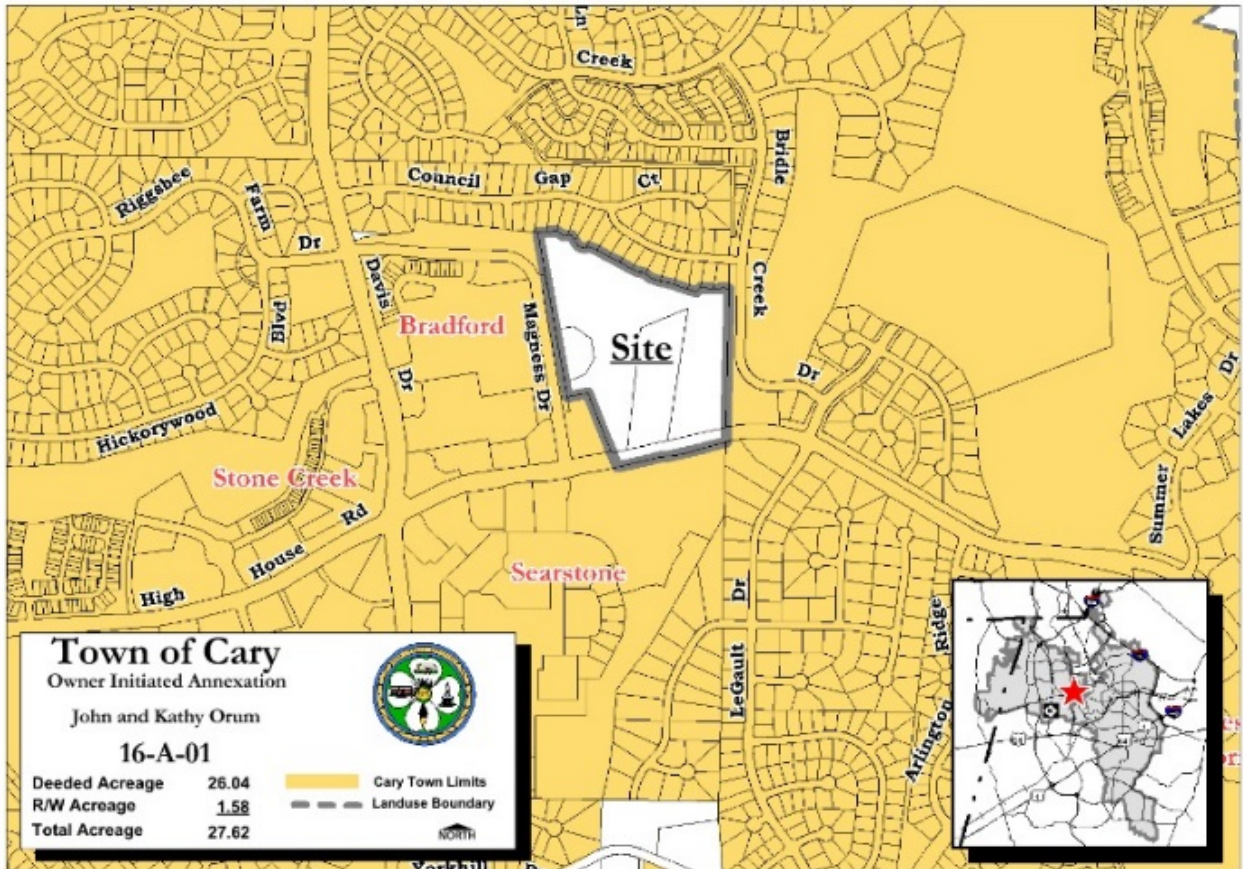 Ln
Creek
Bridle
Creek
Dr
Council Gap Ct
Riggsbee
Farm
Dr
Blvd
Davis
Dr
Bradford
Magness Dr
Site
Hickorywood
Stone Creek
High House Rd
Searstone
Summer
Lakes
Dr
LeGault
Dr
Arlington
Ridge
Town of Cary
Owner Initiated Annexation
John and Kathy Orum
16-A-01
Deeded Acreage 26.04
R/W Acreage 1.58
Total Acreage 27.62
Cary Town Limits
Landuse Boundary
NORTH